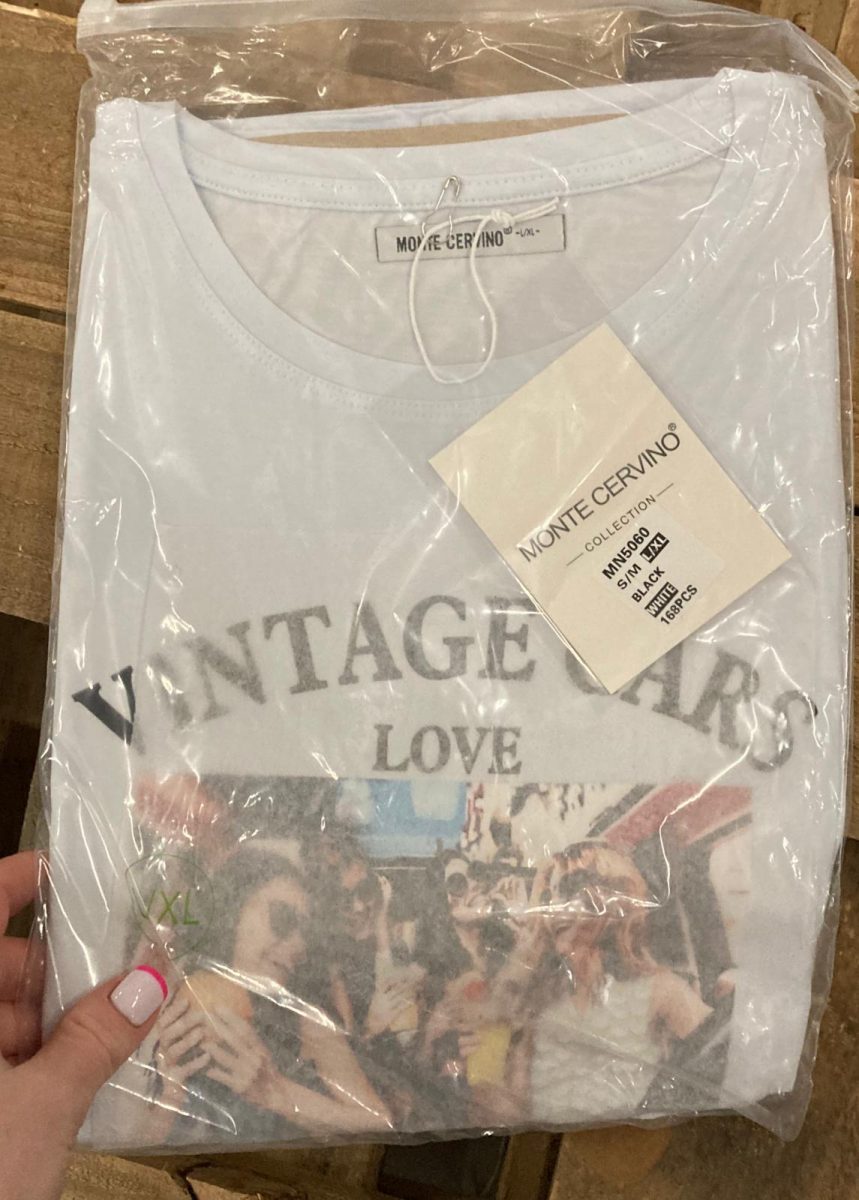 MONTE CERVINO® -L/XL-
MONTE CERVINO®
COLLECTION
MN5060
S/M L/XL
BLACK
WHITE
168PCS
VINTAGE CARS
LOVE
/XL